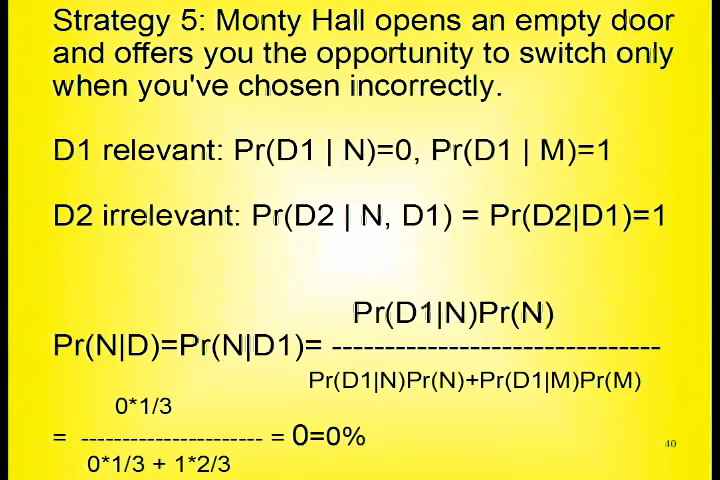 Strategy 5: Monty Hall opens an empty door
and offers you the opportunity to switch only
when you've chosen incorrectly.
D1 relevant: Pr(D1 | N)=0, Pr(D1 | M)=1
D2 irrelevant: Pr(D2 | N, D1) = Pr(D2|D1)=1
Pr(D1|N)Pr(N)
Pr(N|D)=Pr(N|D1)= -------------------------------
Pr(D1|N)Pr(N)+Pr(D1|M)Pr(M)
0*1/3
= ---------------------- = 0=0%
0*1/3 + 1*2/3
40